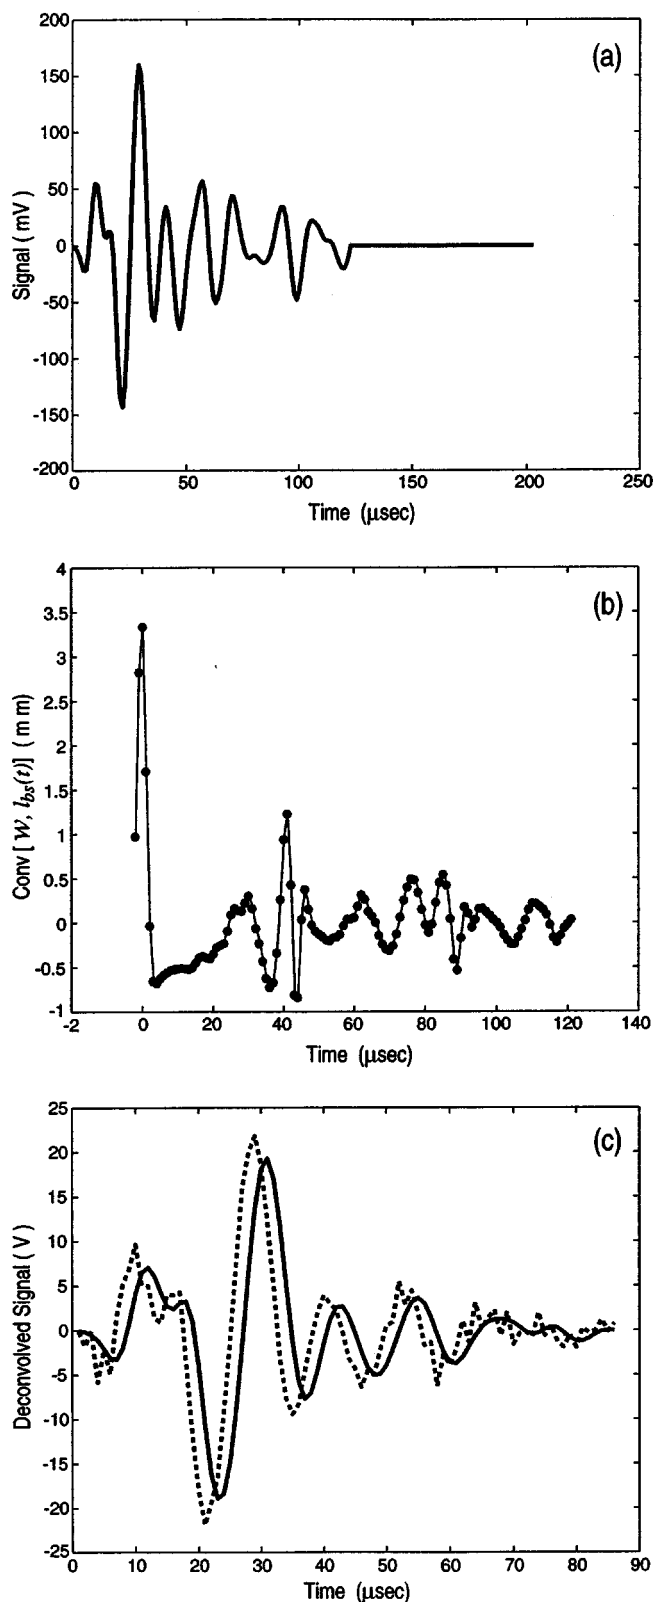 200
150
100
50
0
-50
-100
-150
-200
Signal ( mV )
(a)
0 50 100 150 200 250
Time (μsec)
4
3.5
3
2.5
2
1.5
1
0.5
0
-0.5
-1
Conv [ W, l_bs(t)] ( m m )
(b)
-2 0 20 40 60 80 100 120 140
Time (μsec)
25
20
15
10
5
0
-5
-10
-15
-20
-25
Deconvolved Signal ( V )
(c)
0 10 20 30 40 50 60 70 80 90
Time (μsec)